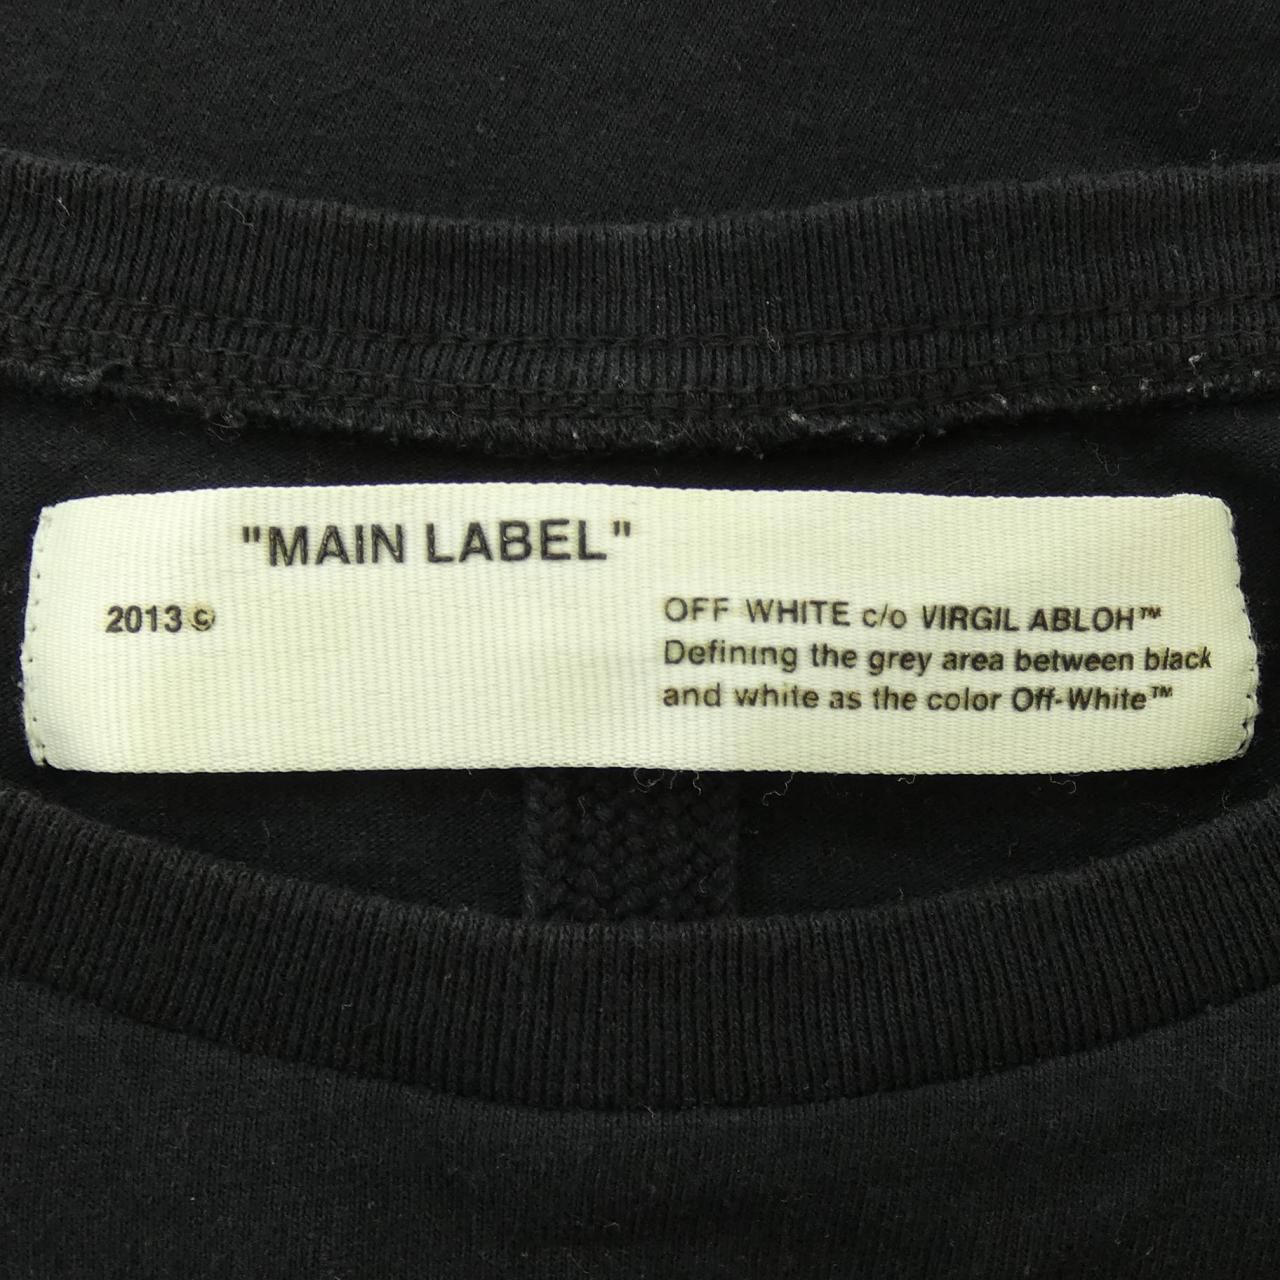 "MAIN LABEL"
2013 ©
OFF WHITE c/o VIRGIL ABLOH™
Defining the grey area between black
and white as the color Off-White™